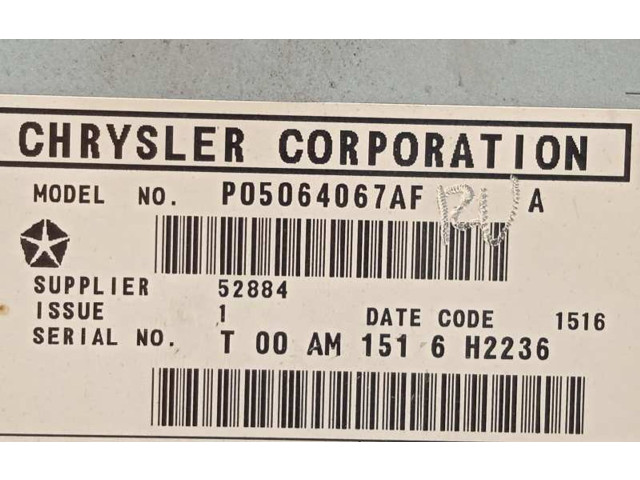 CHRYSLER CORPORATION
MODEL NO. P05064067AF A
SUPPLIER 52884
ISSUE 1 DATE CODE 1516
SERIAL NO. T 00 AM 151 6 H2236